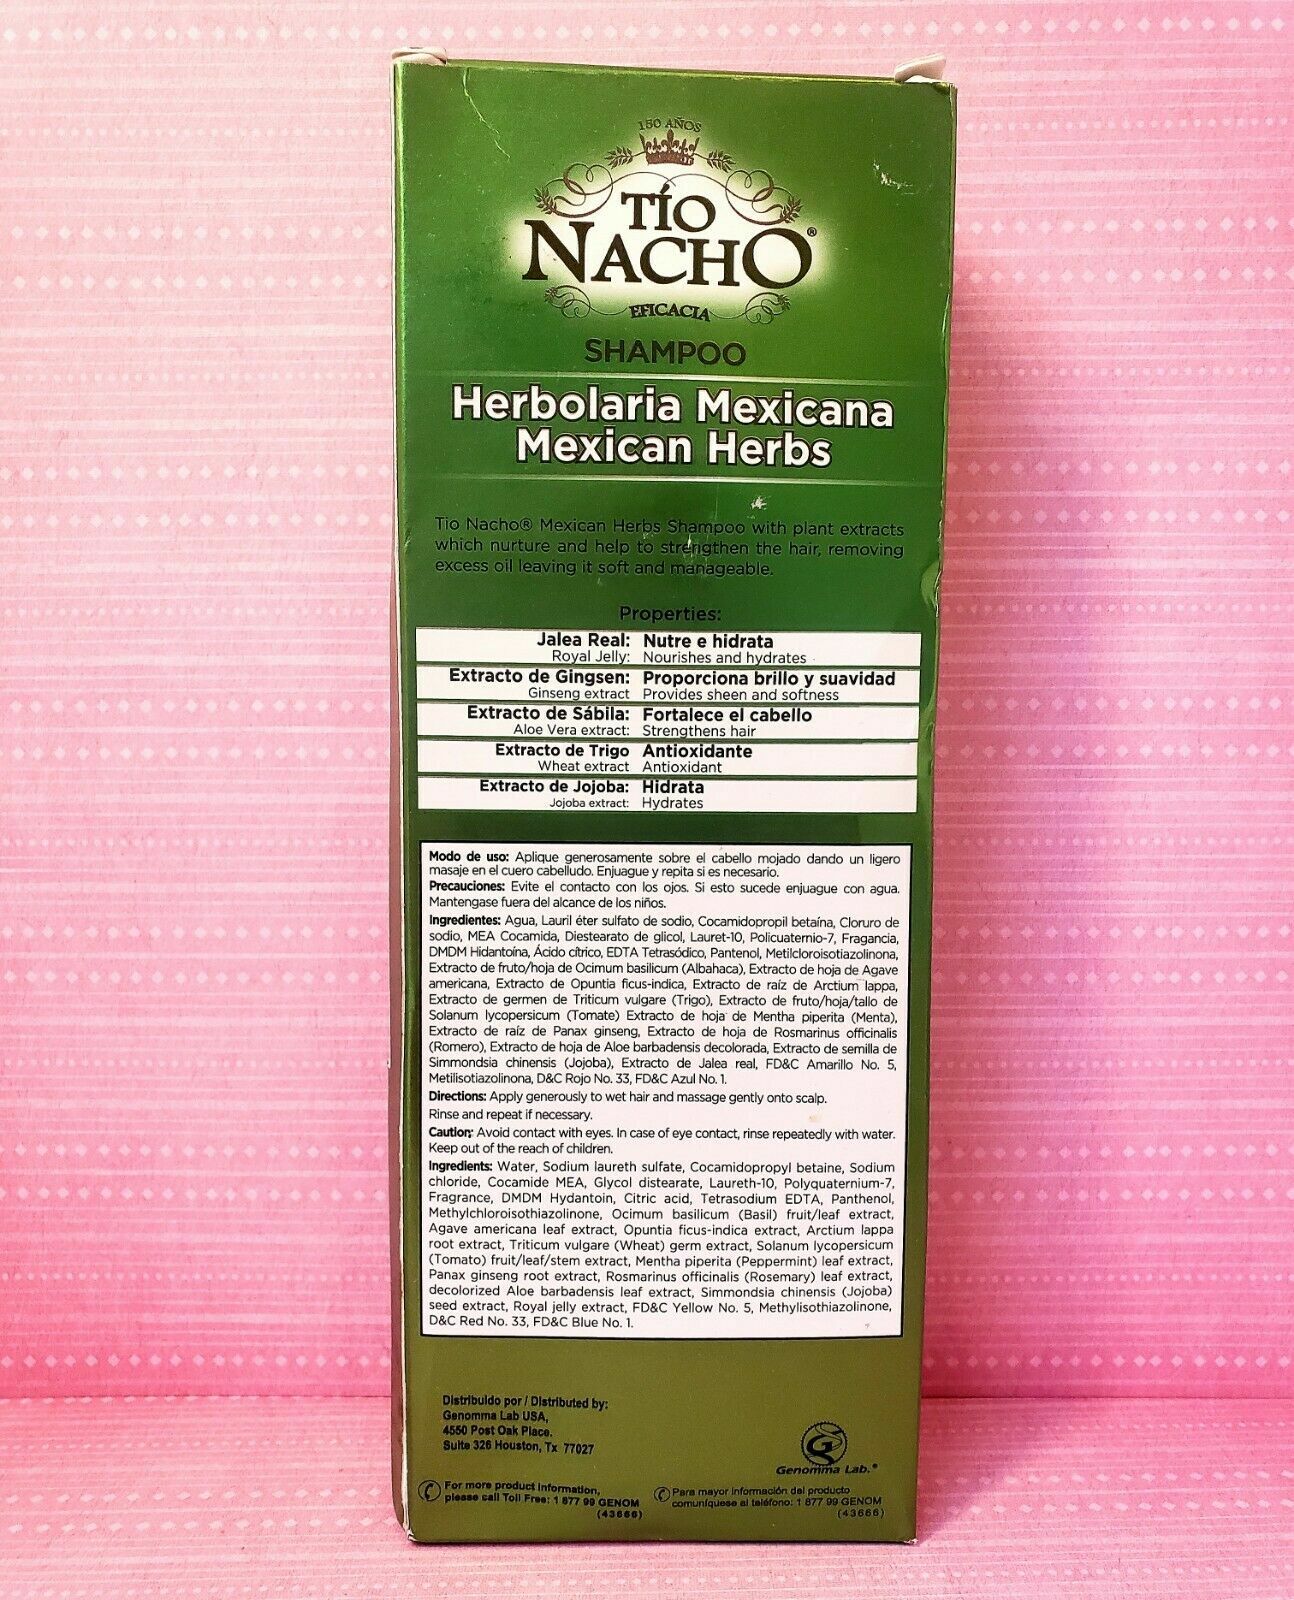 150 AÑOS
TÍO
NACHO®
EFICACIA
SHAMPOO
Herbolaria Mexicana
Mexican Herbs
Tio Nacho® Mexican Herbs Shampoo with plant extracts
which nurture and help to strengthen the hair, removing
excess oil leaving it soft and manageable.
Properties:
Jalea Real: Nutre e hidrata
Royal Jelly: Nourishes and hydrates
Extracto de Gingsen: Proporciona brillo y suavidad
Ginseng extract Provides sheen and softness
Extracto de Sábila: Fortalece el cabello
Aloe Vera extract: Strengthens hair
Extracto de Trigo Antioxidante
Wheat extract Antioxidant
Extracto de Jojoba: Hidrata
Jojoba extract: Hydrates
Modo de uso: Aplique generosamente sobre el cabello mojado dando un ligero
masaje en el cuero cabelludo. Enjuague y repita si es necesario.
Precauciones: Evite el contacto con los ojos. Si esto sucede enjuague con agua.
Mantengase fuera del alcance de los niños.
Ingredientes: Agua, Lauril éter sulfato de sodio, Cocamidopropil betaína, Cloruro de
sodio, MEA Cocamida, Diestearato de glicol, Lauret-10, Policuaternio-7, Fragancia,
DMDM Hidantoína, Ácido cítrico, EDTA Tetrasódico, Pantenol, Metilcloroisotiazolinona,
Extracto de fruto/hoja de Ocimum basilicum (Albahaca), Extracto de hoja de Agave
americana, Extracto de Opuntia ficus-indica, Extracto de raíz de Arctium lappa,
Extracto de germen de Triticum vulgare (Trigo), Extracto de fruto/hoja/tallo de
Solanum lycopersicum (Tomate) Extracto de hoja de Mentha piperita (Menta),
Extracto de raíz de Panax ginseng, Extracto de hoja de Rosmarinus officinalis
(Romero), Extracto de hoja de Aloe barbadensis decolorada, Extracto de semilla de
Simmondsia chinensis (Jojoba), Extracto de Jalea real, FD&C Amarillo No. 5,
Metilisotiazolinona, D&C Rojo No. 33, FD&C Azul No. 1.
Directions: Apply generously to wet hair and massage gently onto scalp.
Rinse and repeat if necessary.
Caution: Avoid contact with eyes. In case of eye contact, rinse repeatedly with water.
Keep out of the reach of children.
Ingredients: Water, Sodium laureth sulfate, Cocamidopropyl betaine, Sodium
chloride, Cocamide MEA, Glycol distearate, Laureth-10, Polyquaternium-7,
Fragrance, DMDM Hydantoin, Citric acid, Tetrasodium EDTA, Panthenol,
Methylchloroisothiazolinone, Ocimum basilicum (Basil) fruit/leaf extract,
Agave americana leaf extract, Opuntia ficus-indica extract, Arctium lappa
root extract, Triticum vulgare (Wheat) germ extract, Solanum lycopersicum
(Tomato) fruit/leaf/stem extract, Mentha piperita (Peppermint) leaf extract,
Panax ginseng root extract, Rosmarinus officinalis (Rosemary) leaf extract,
decolorized Aloe barbadensis leaf extract, Simmondsia chinensis (Jojoba)
seed extract, Royal jelly extract, FD&C Yellow No. 5, Methylisothiazolinone,
D&C Red No. 33, FD&C Blue No. 1.
Distribuido por / Distributed by:
Genomma Lab USA,
4550 Post Oak Place.
Suite 326 Houston, Tx 77027
Genomma Lab.®
For more product information,
please call Toll Free: 1 877 99 GENOM
(43666)
Para mayor información del producto
comuníquese al teléfono: 1 877 99 GENOM
(43666)